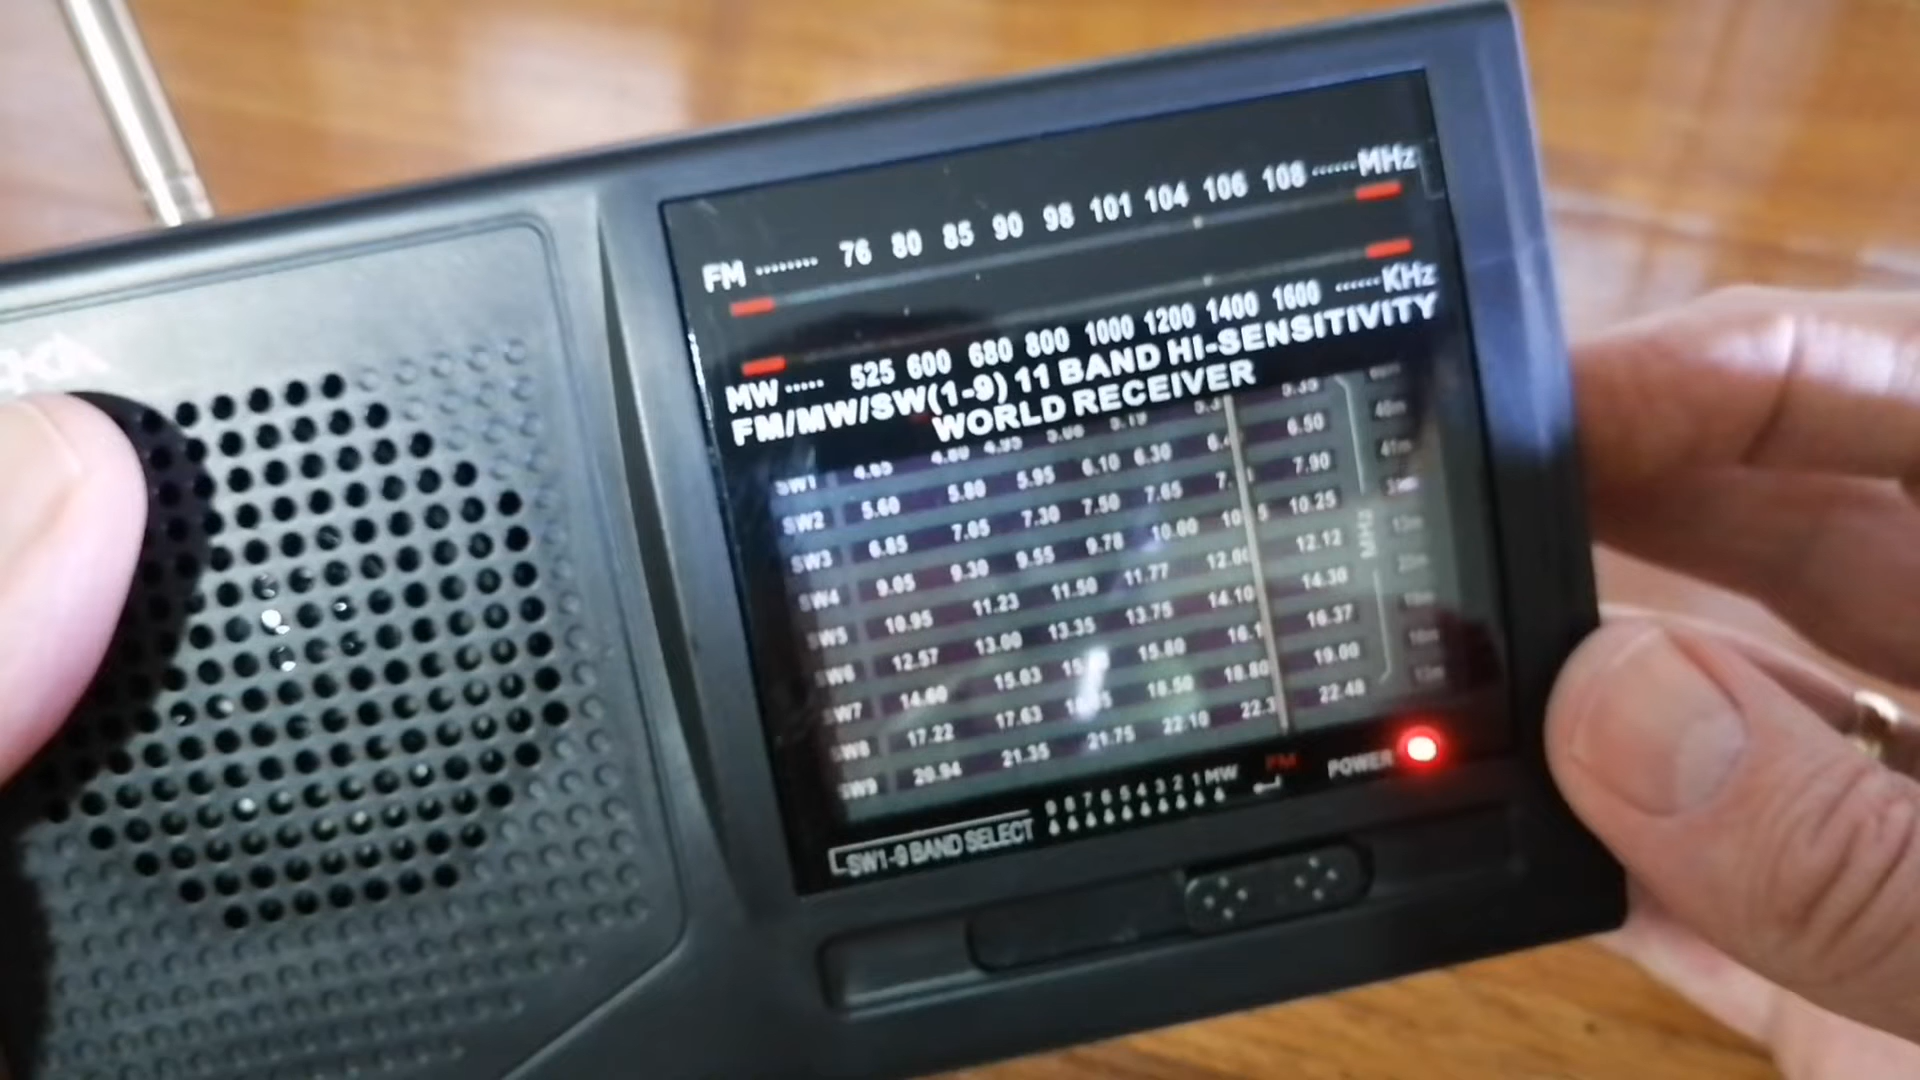 FM ········ 76 80 85 90 98 101 104 106 108 ······MHz
MW ····· 525 600 680 800 1000 1200 1400 1600 ······KHz
FM/MW/SW(1-9) 11 BAND HI-SENSITIVITY
WORLD RECEIVER
SW1 5.35
SW2 5.60 5.80 5.95 6.10 6.30 6.50
SW3 6.85 7.05 7.30 7.50 7.65 7.90
SW4 9.05 9.30 9.55 9.78 10.00 10.25
SW5 10.95 11.23 11.50 11.77 12.00 12.12
SW6 12.57 13.00 13.35 13.75 14.10 14.30
SW7 14.60 15.03 15.80 16.37
SW8 17.22 17.63 18.50 18.80 19.00
SW9 20.94 21.35 21.75 22.10 22.3 22.40
MHz
9 8 7 6 5 4 3 2 1 MW FM POWER
SW1-9 BAND SELECT